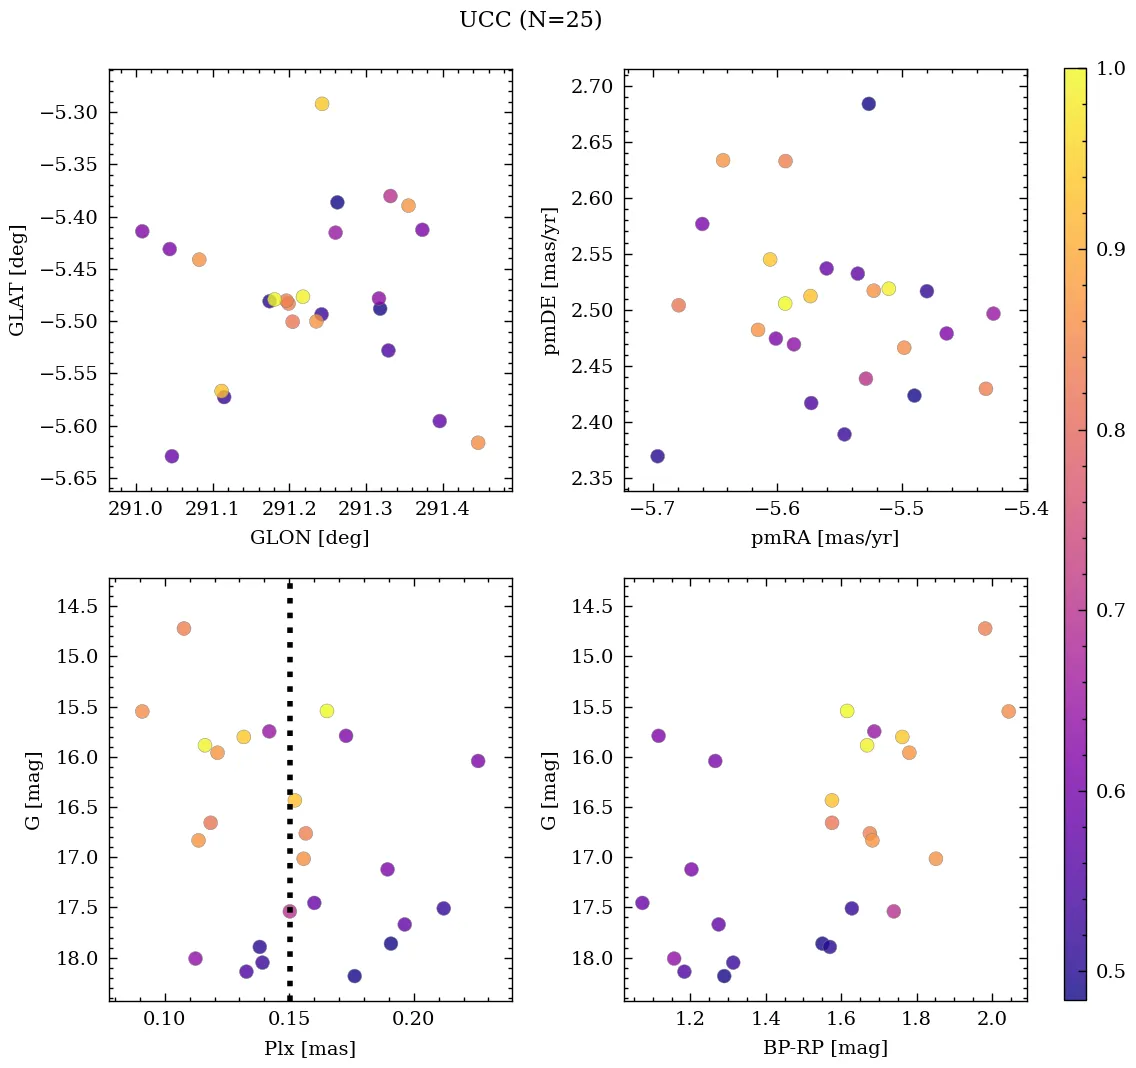 UCC (N=25)
−5.30
−5.35
−5.40
−5.45
−5.50
−5.55
−5.60
−5.65
GLAT [deg]
291.0 291.1 291.2 291.3 291.4
GLON [deg]
2.70
2.65
2.60
2.55
2.50
2.45
2.40
2.35
pmDE [mas/yr]
−5.7 −5.6 −5.5 −5.4
pmRA [mas/yr]
14.5
15.0
15.5
16.0
16.5
17.0
17.5
18.0
G [mag]
0.10 0.15 0.20
Plx [mas]
14.5
15.0
15.5
16.0
16.5
17.0
17.5
18.0
G [mag]
1.2 1.4 1.6 1.8 2.0
BP-RP [mag]
1.0
0.9
0.8
0.7
0.6
0.5